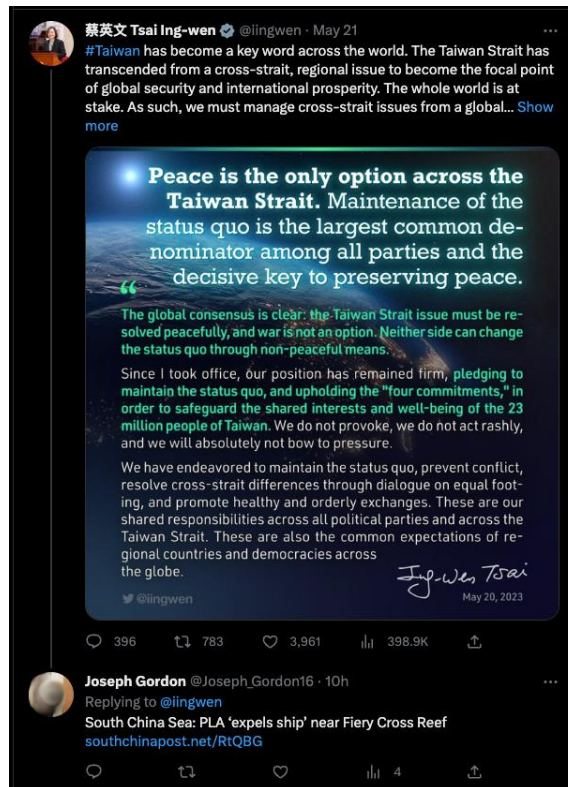 蔡英文 Tsai Ing-wen @iingwen · May 21
#Taiwan has become a key word across the world. The Taiwan Strait has
transcended from a cross-strait, regional issue to become the focal point
of global security and international prosperity. The whole world is at
stake. As such, we must manage cross-strait issues from a global... Show
more
Peace is the only option across the
Taiwan Strait. Maintenance of the
status quo is the largest common de-
nominator among all parties and the
decisive key to preserving peace.
“
The global consensus is clear: the Taiwan Strait issue must be re-
solved peacefully, and war is not an option. Neither side can change
the status quo through non-peaceful means.
Since I took office, our position has remained firm, pledging to
maintain the status quo, and upholding the "four commitments," in
order to safeguard the shared interests and well-being of the 23
million people of Taiwan. We do not provoke, we do not act rashly,
and we will absolutely not bow to pressure.
We have endeavored to maintain the status quo, prevent conflict,
resolve cross-strait differences through dialogue on equal foot-
ing, and promote healthy and orderly exchanges. These are our
shared responsibilities across all political parties and across the
Taiwan Strait. These are also the common expectations of re-
gional countries and democracies across
the globe.
Ing-wen Tsai
@iingwen
May 20, 2023
396 783 3,961 398.9K
Joseph Gordon @Joseph_Gordon16 · 10h
Replying to @iingwen
South China Sea: PLA ‘expels ship’ near Fiery Cross Reef
southchinapost.net/RtQBG
4